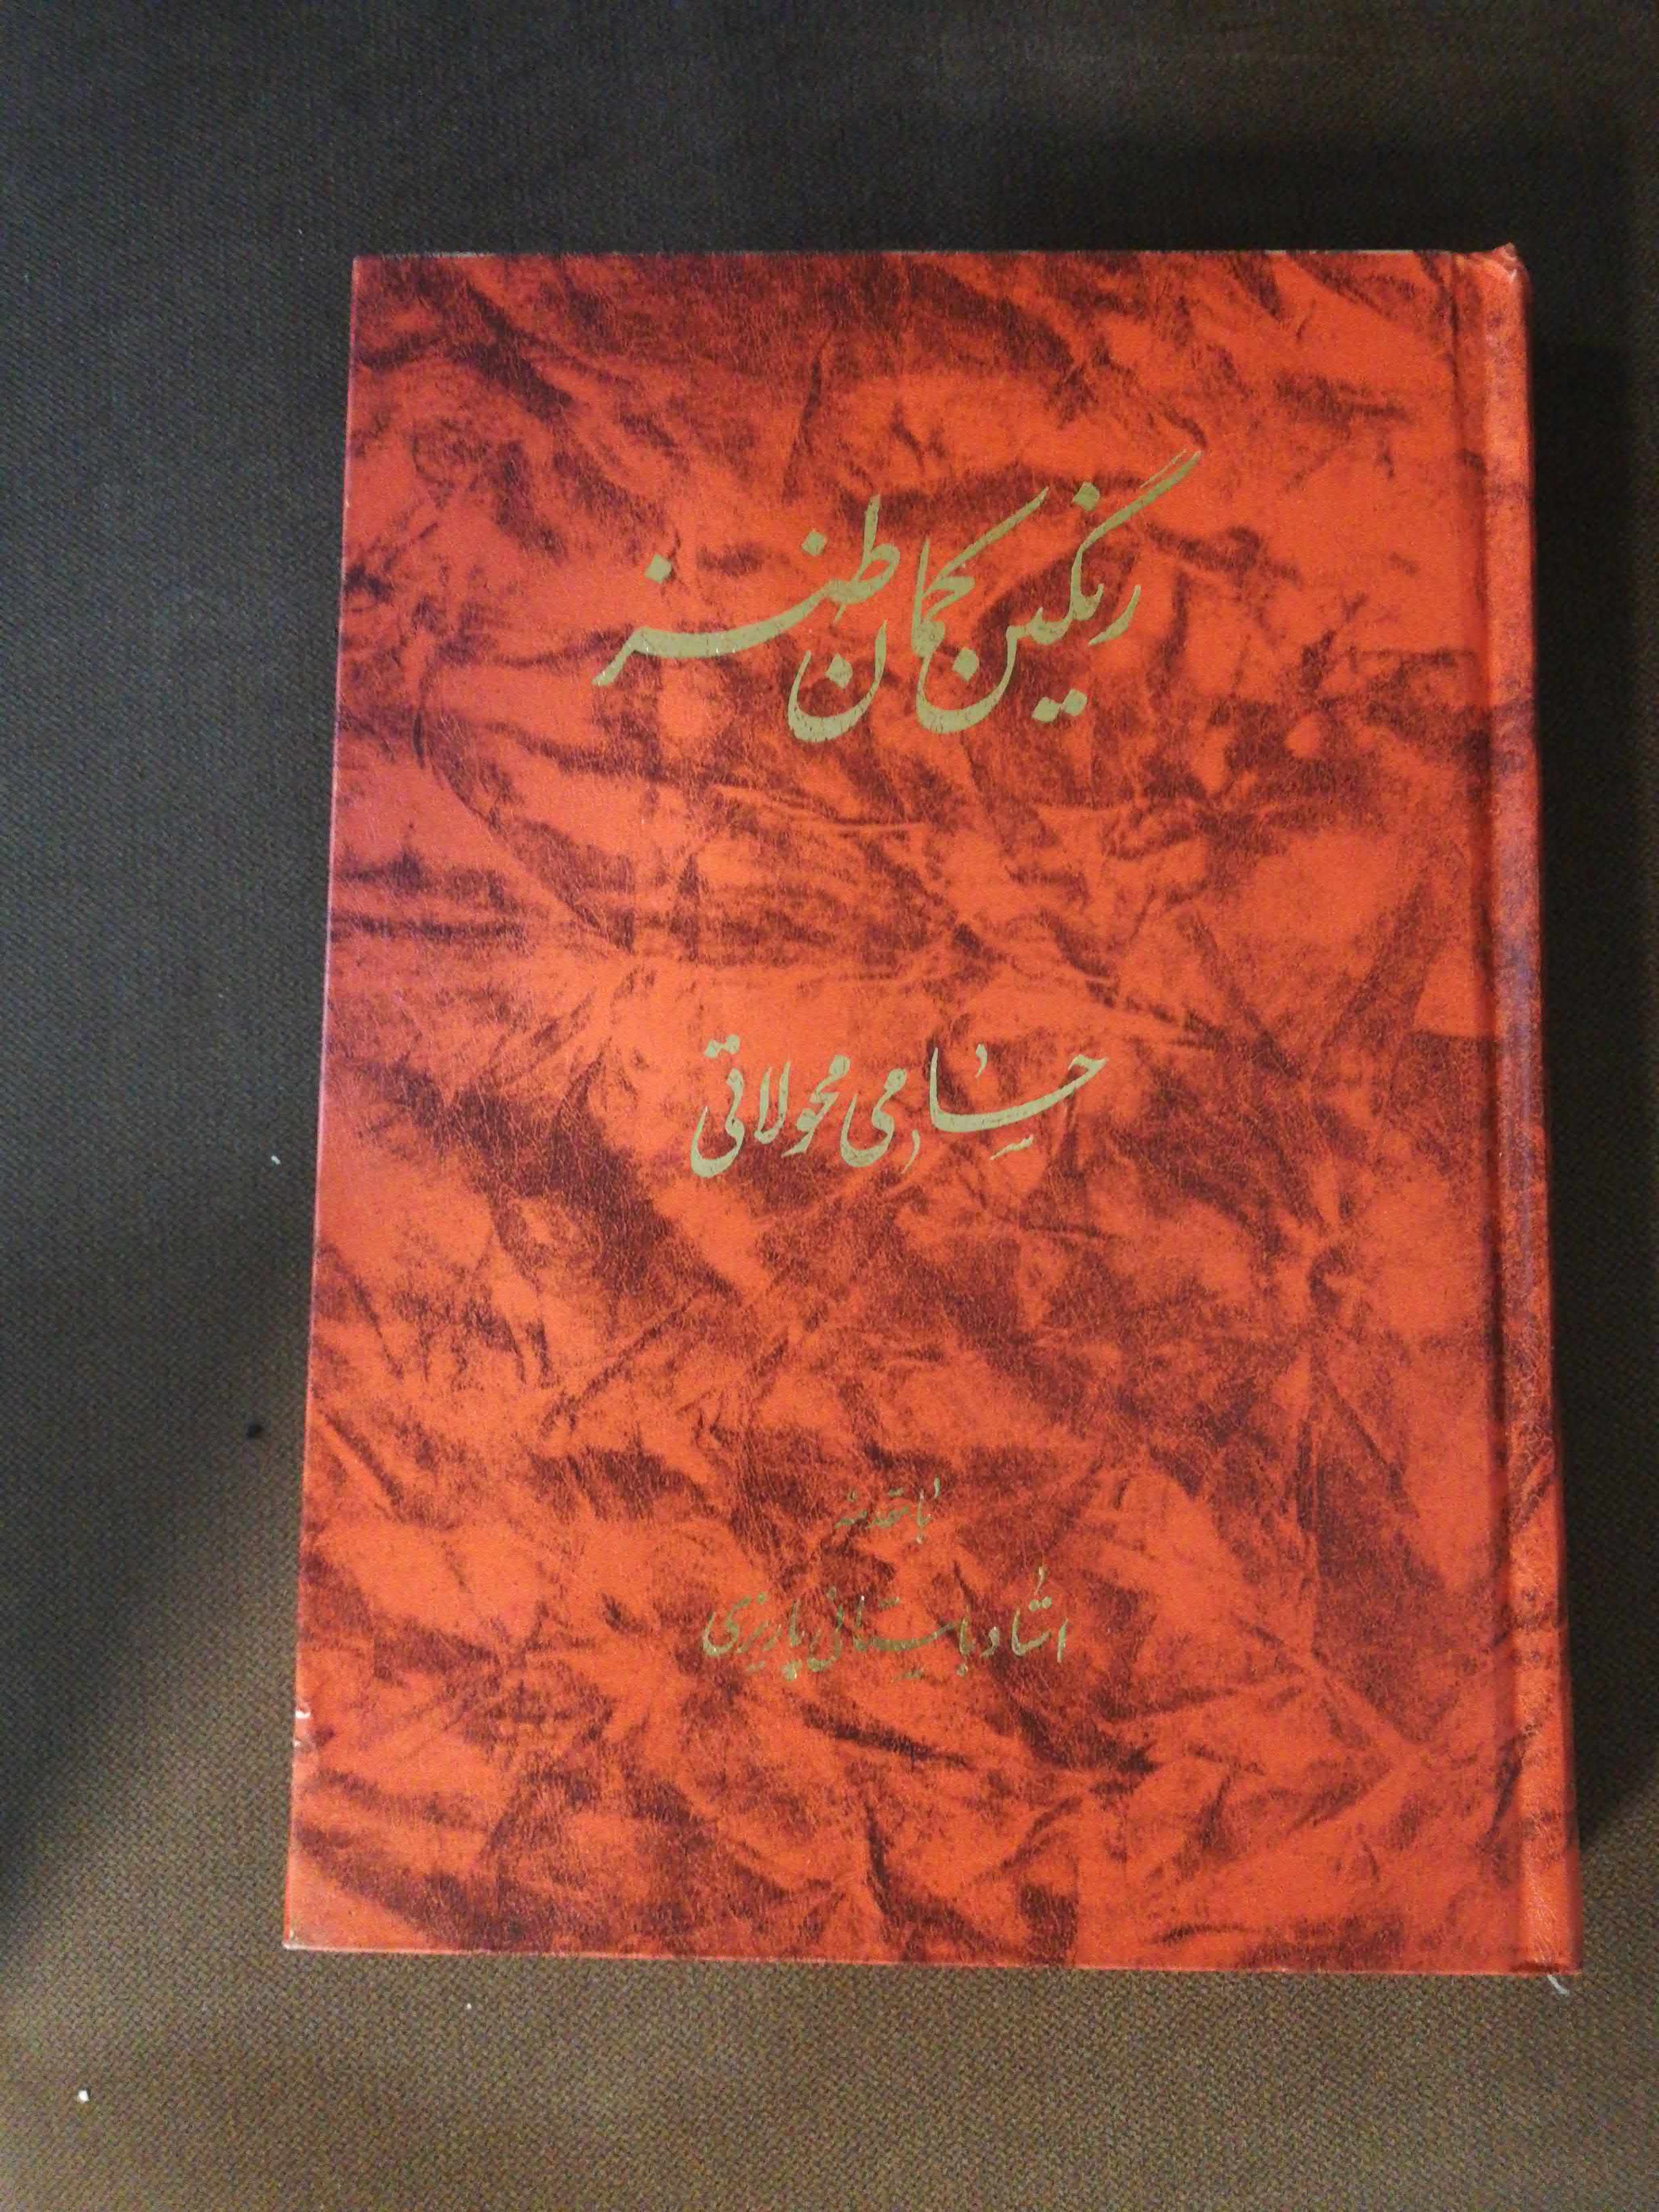 رنگین کمان طنز
حسامی محولاتی
با مقدمه
استاد باستانی پاریزی